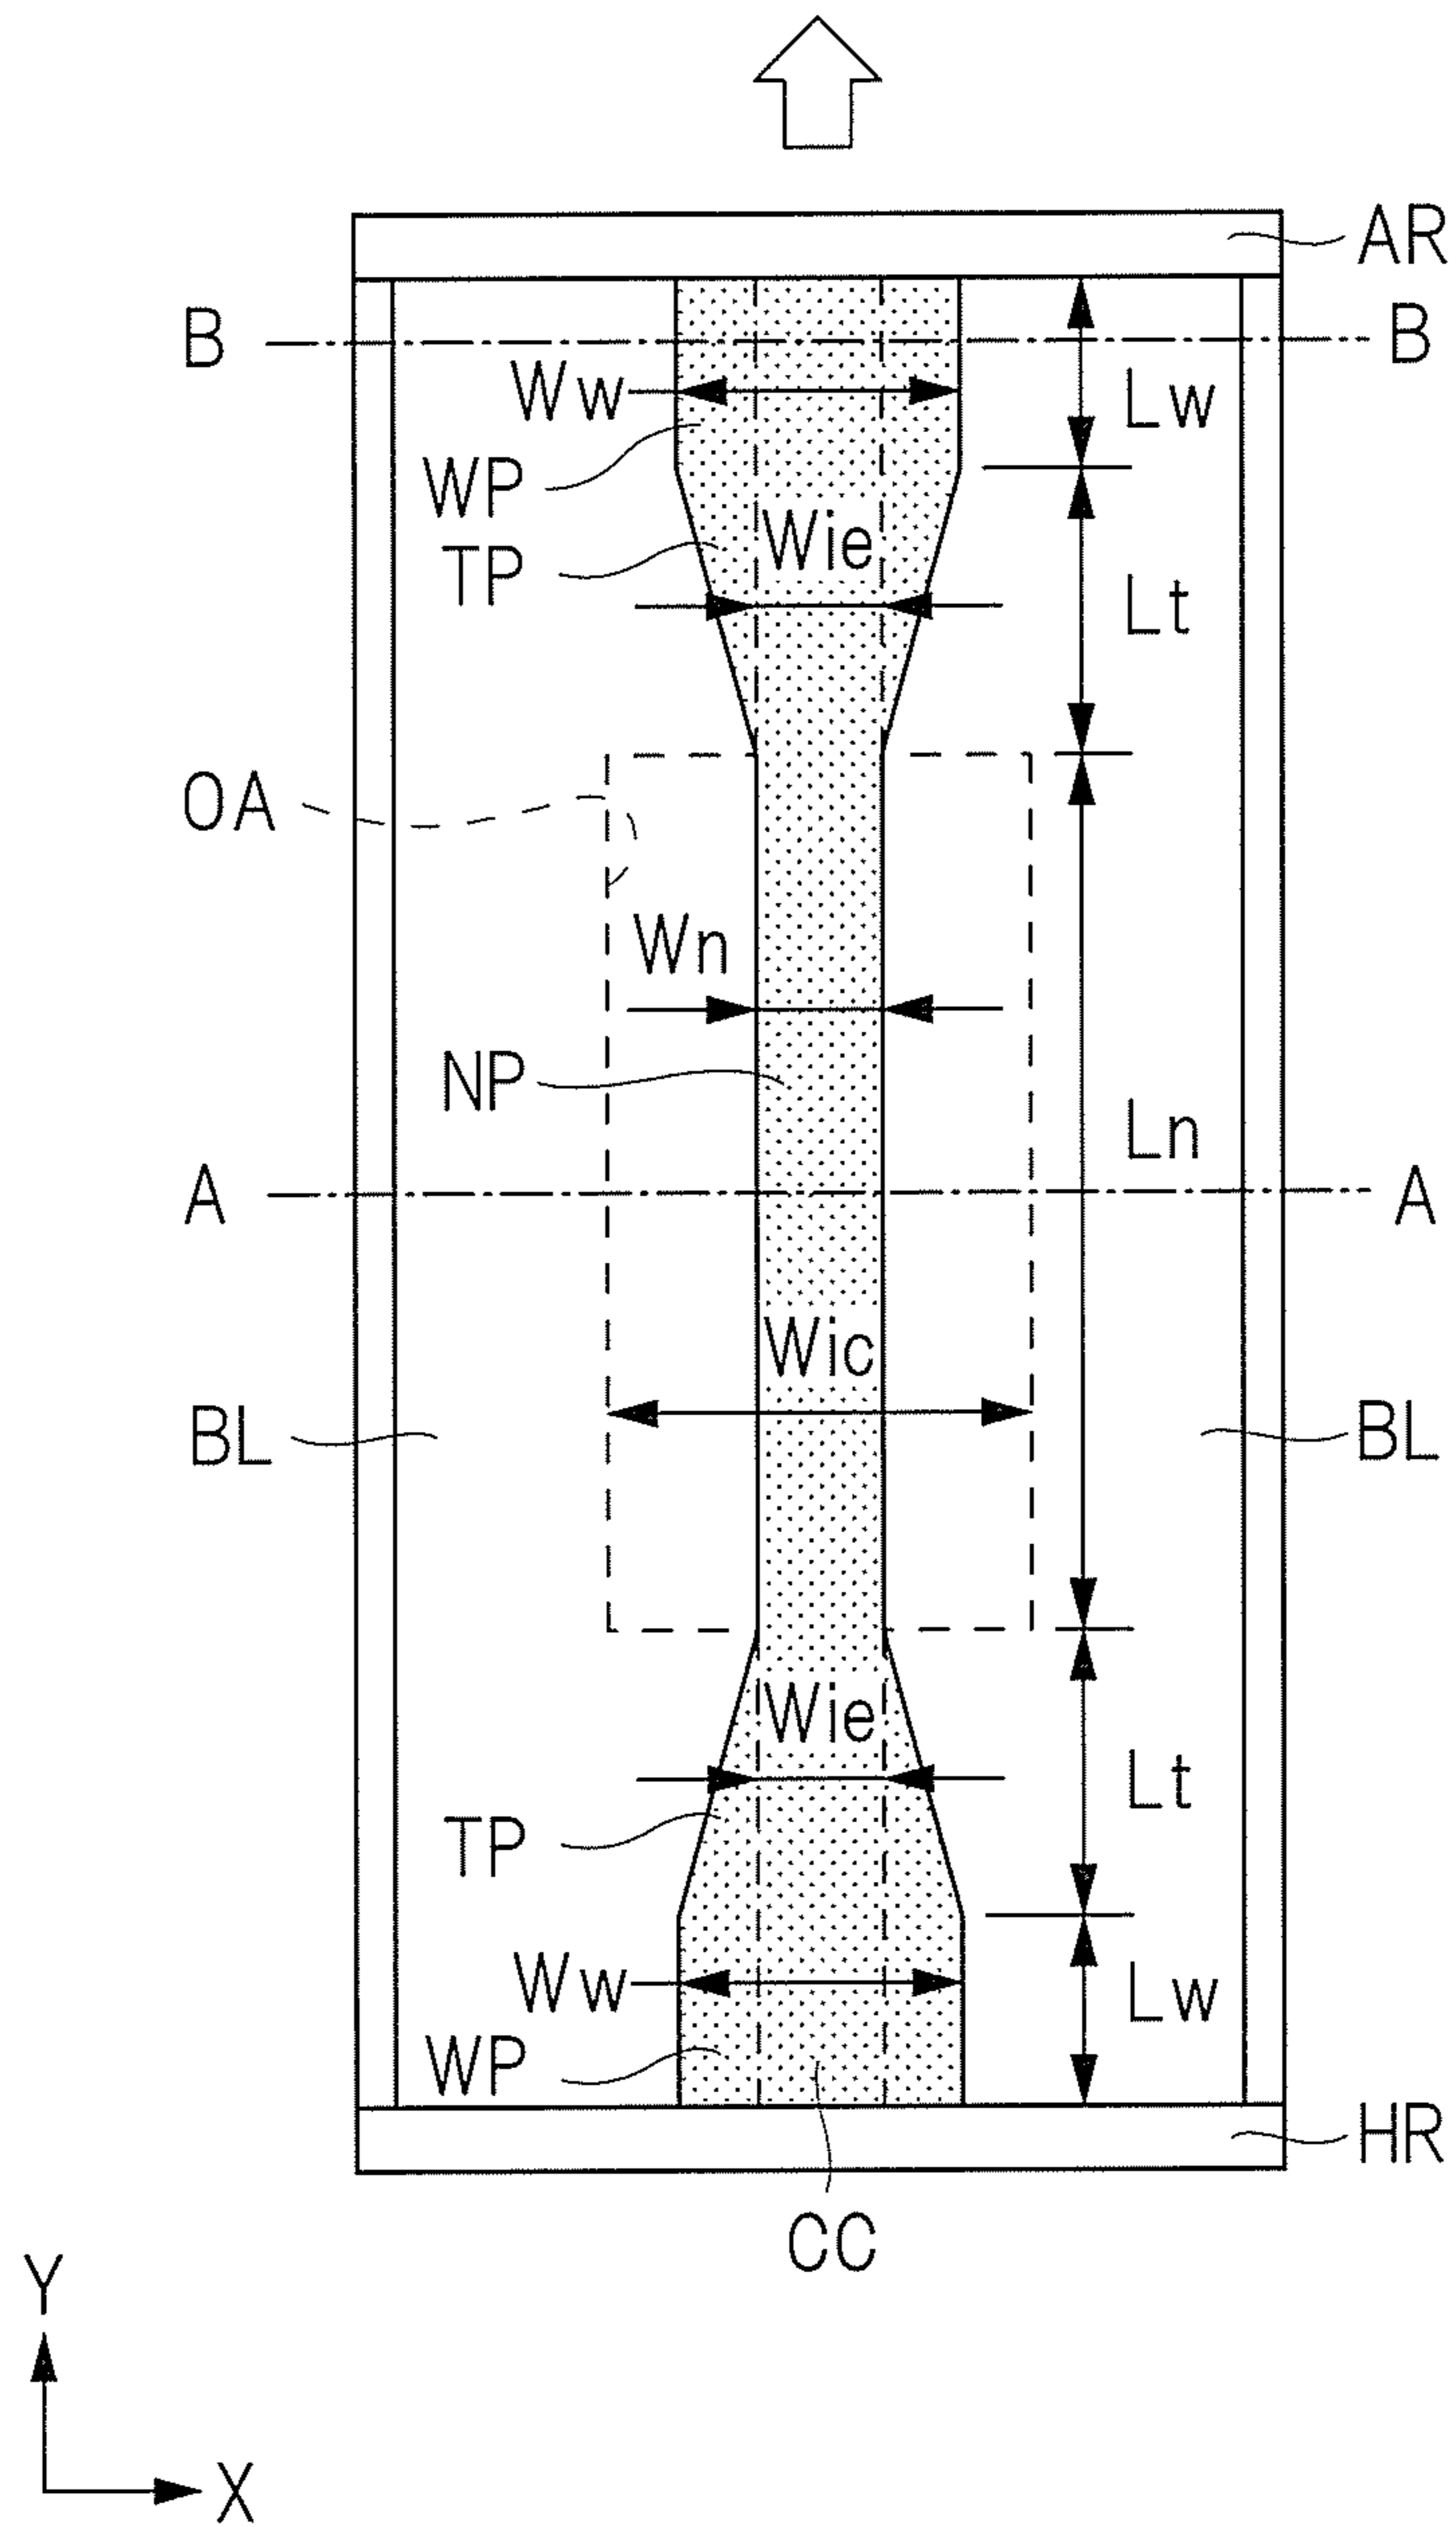 AR
B B
Ww Lw
WP
Wie
TP Lt
OA
Wn
NP
Ln
A A
Wic
BL BL
Wie
Lt
TP
Ww Lw
WP
HR
CC
Y
X